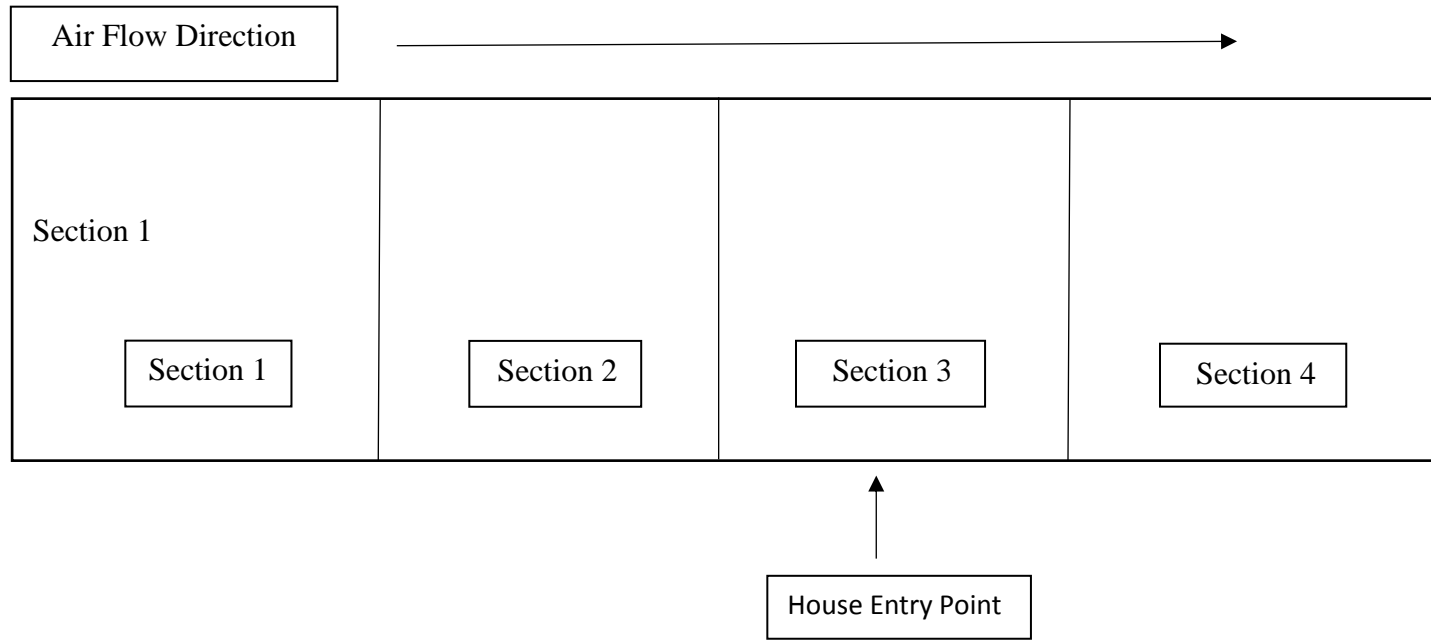 Air Flow Direction
Section 1
Section 1
Section 2
Section 3
Section 4
House Entry Point